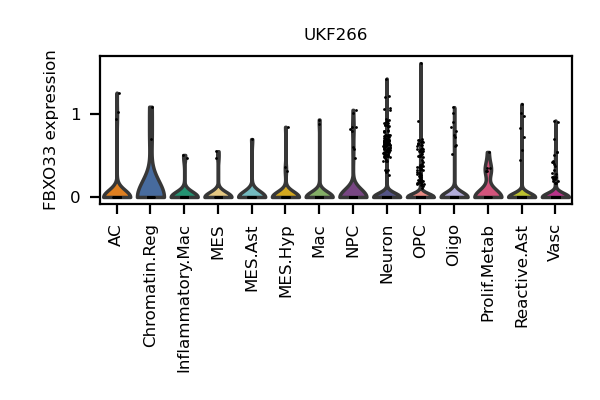 UKF266
FBXO33 expression
1
0
AC
Chromatin.Reg
Inflammatory.Mac
MES
MES.Ast
MES.Hyp
Mac
NPC
Neuron
OPC
Oligo
Prolif.Metab
Reactive.Ast
Vasc